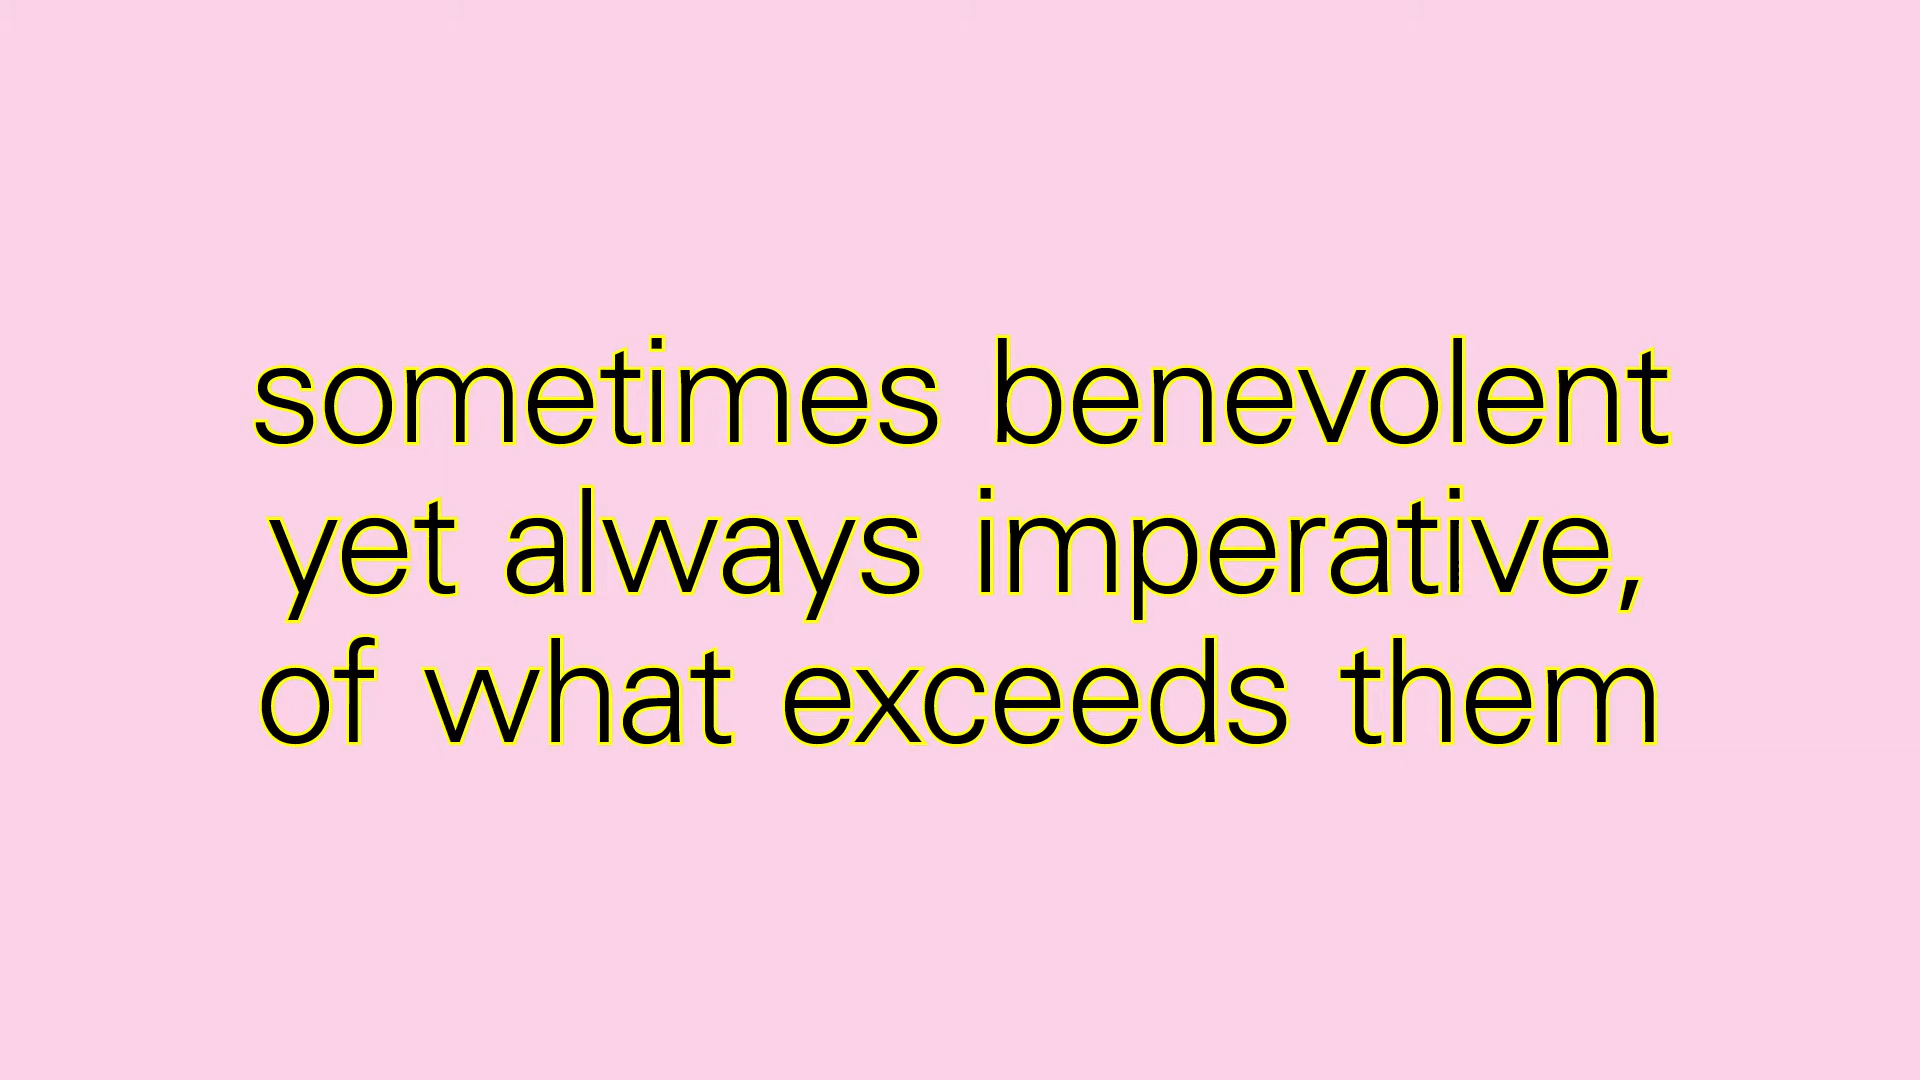 sometimes benevolent
yet always imperative,
of what exceeds them